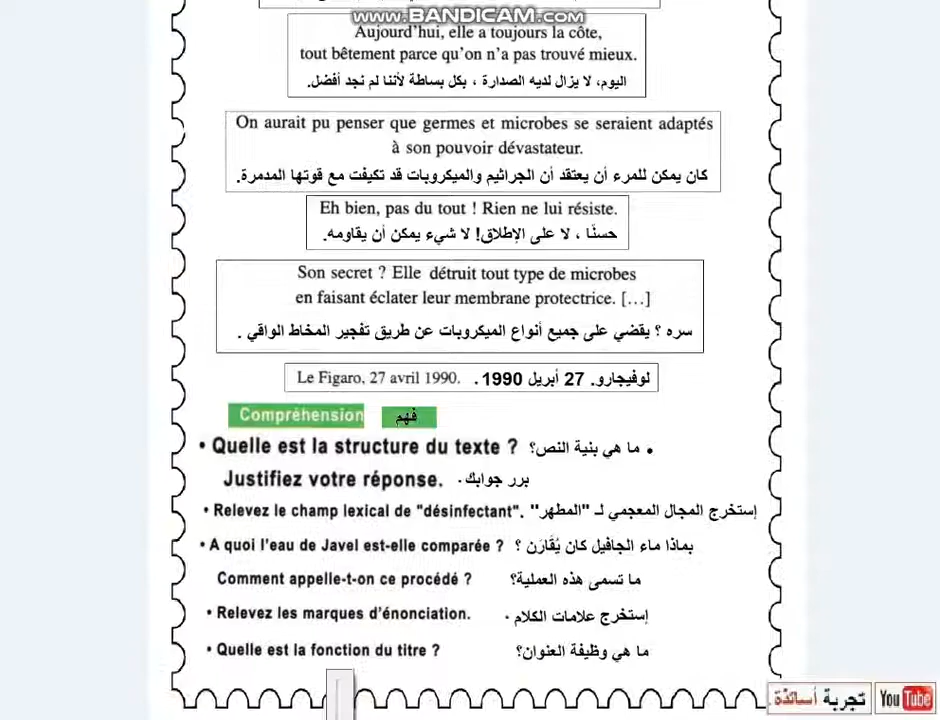 www.BANDICAM.com
Aujourd'hui, elle a toujours la côte,
tout bêtement parce qu'on n'a pas trouvé mieux.
اليوم، لا يزال لديه الصدارة ، بكل بساطة لأننا لم نجد أفضل.
On aurait pu penser que germes et microbes se seraient adaptés
à son pouvoir dévastateur.
كان يمكن للمرء أن يعتقد أن الجراثيم والميكروبات قد تكيفت مع قوتها المدمرة.
Eh bien, pas du tout ! Rien ne lui résiste.
حسنًا ، لا على الإطلاق! لا شيء يمكن أن يقاومه.
Son secret ? Elle détruit tout type de microbes
en faisant éclater leur membrane protectrice. […]
سره ؟ يقضي على جميع أنواع الميكروبات عن طريق تفجير المخاط الواقي .
Le Figaro, 27 avril 1990. لوفيجارو. 27 أبريل 1990 .
Compréhension فهم
• Quelle est la structure du texte ? • ما هي بنية النص؟
Justifiez votre réponse. برر جوابك.
• Relevez le champ lexical de "désinfectant". إستخرج المجال المعجمي لـ "المطهر"
• A quoi l'eau de Javel est-elle comparée ? بماذا ماء الجافيل كان يُقَارَن ؟
Comment appelle-t-on ce procédé ? ما تسمى هذه العملية؟
• Relevez les marques d'énonciation. إستخرج علامات الكلام .
• Quelle est la fonction du titre ? ما هي وظيفة العنوان؟
تجربة أساتذة YouTube